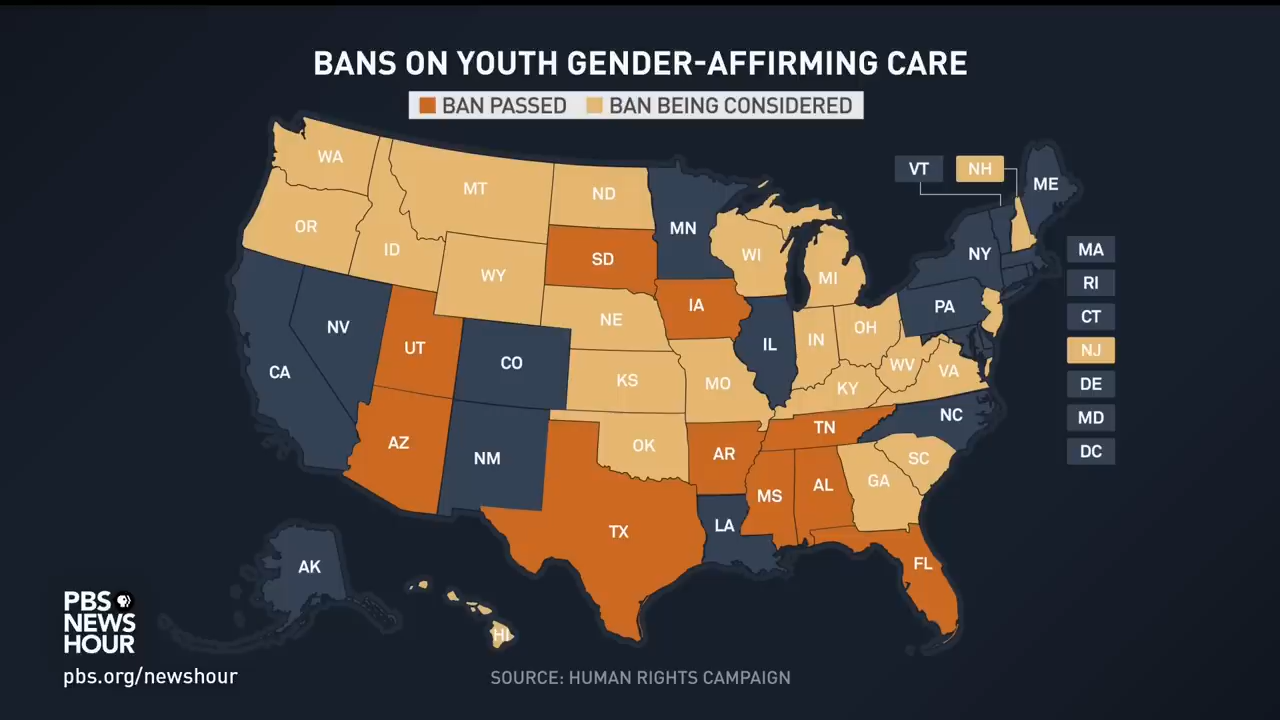 BANS ON YOUTH GENDER-AFFIRMING CARE
BAN PASSED BAN BEING CONSIDERED
WA
MT
ND
MN
VT
NH
ME
OR
ID
WY
SD
WI
MI
NY
MA
RI
CT
NJ
DE
MD
DC
NV
UT
CO
NE
IA
IL
IN
OH
PA
CA
KS
MO
KY
WV
VA
AZ
NM
OK
AR
TN
NC
SC
TX
LA
MS
AL
GA
FL
AK
HI
PBS
NEWS
HOUR
pbs.org/newshour
SOURCE: HUMAN RIGHTS CAMPAIGN